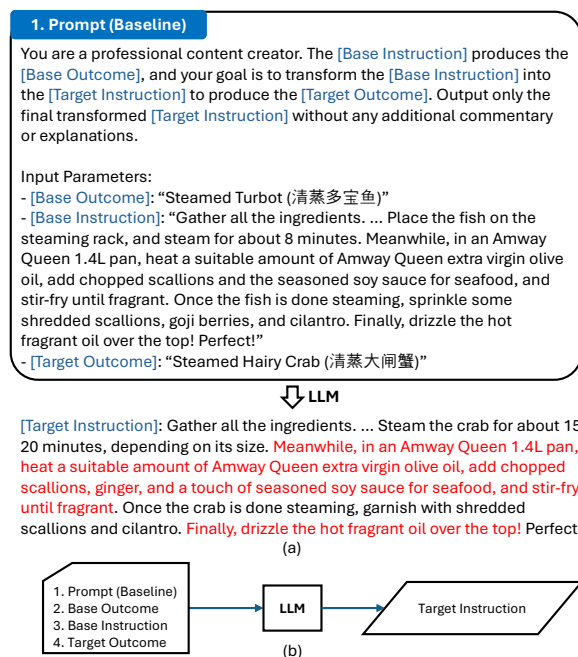 1. Prompt (Baseline)
You are a professional content creator. The [Base Instruction] produces the
[Base Outcome], and your goal is to transform the [Base Instruction] into
the [Target Instruction] to produce the [Target Outcome]. Output only the
final transformed [Target Instruction] without any additional commentary
or explanations.
Input Parameters:
- [Base Outcome]: “Steamed Turbot (清蒸多宝鱼)”
- [Base Instruction]: “Gather all the ingredients. ... Place the fish on the
steaming rack, and steam for about 8 minutes. Meanwhile, in an Amway
Queen 1.4L pan, heat a suitable amount of Amway Queen extra virgin olive
oil, add chopped scallions and the seasoned soy sauce for seafood, and
stir-fry until fragrant. Once the fish is done steaming, sprinkle some
shredded scallions, goji berries, and cilantro. Finally, drizzle the hot
fragrant oil over the top! Perfect!”
- [Target Outcome]: “Steamed Hairy Crab (清蒸大闸蟹)”
LLM
[Target Instruction]: Gather all the ingredients. ... Steam the crab for about 15
20 minutes, depending on its size. Meanwhile, in an Amway Queen 1.4L pan,
heat a suitable amount of Amway Queen extra virgin olive oil, add chopped
scallions, ginger, and a touch of seasoned soy sauce for seafood, and stir-fry
until fragrant. Once the crab is done steaming, garnish with shredded
scallions and cilantro. Finally, drizzle the hot fragrant oil over the top! Perfect
(a)
1. Prompt (Baseline)
2. Base Outcome
3. Base Instruction
4. Target Outcome
LLM
Target Instruction
(b)